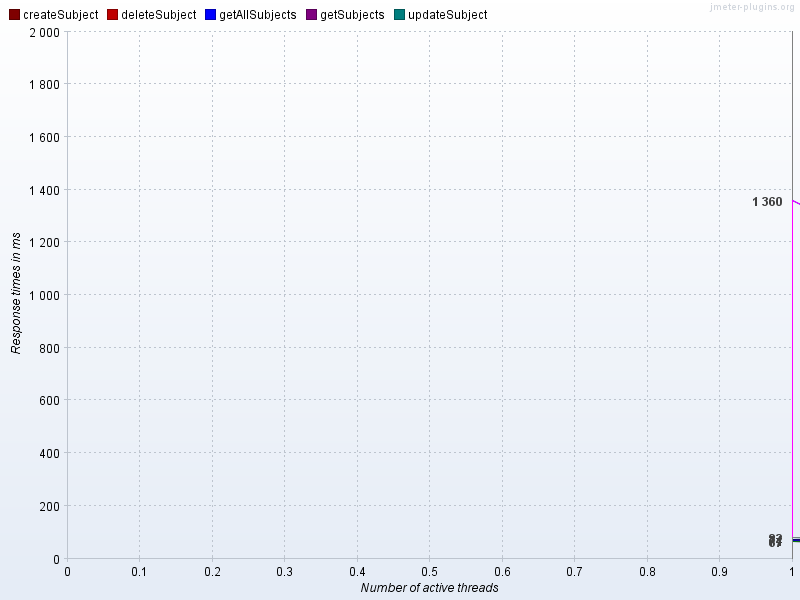 createSubject deleteSubject getAllSubjects getSubjects updateSubject
jmeter-plugins.org
2 000
1 800
1 600
1 400
1 360
1 200
Response times in ms
1 000
800
600
400
200
0
0 0.1 0.2 0.3 0.4 0.5 0.6 0.7 0.8 0.9 1
Number of active threads